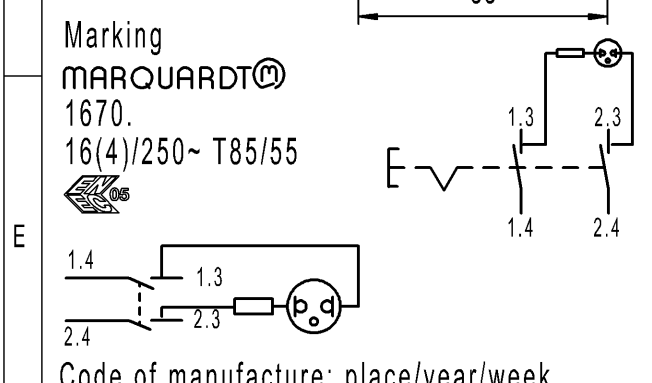 Marking
MARQUARDT m
1670.
16(4)/250~ T85/55
ENEC 05
E
1.3 2.3
1.4 2.4
1.4 1.3
2.4 2.3
Code of manufacture: place/year/week